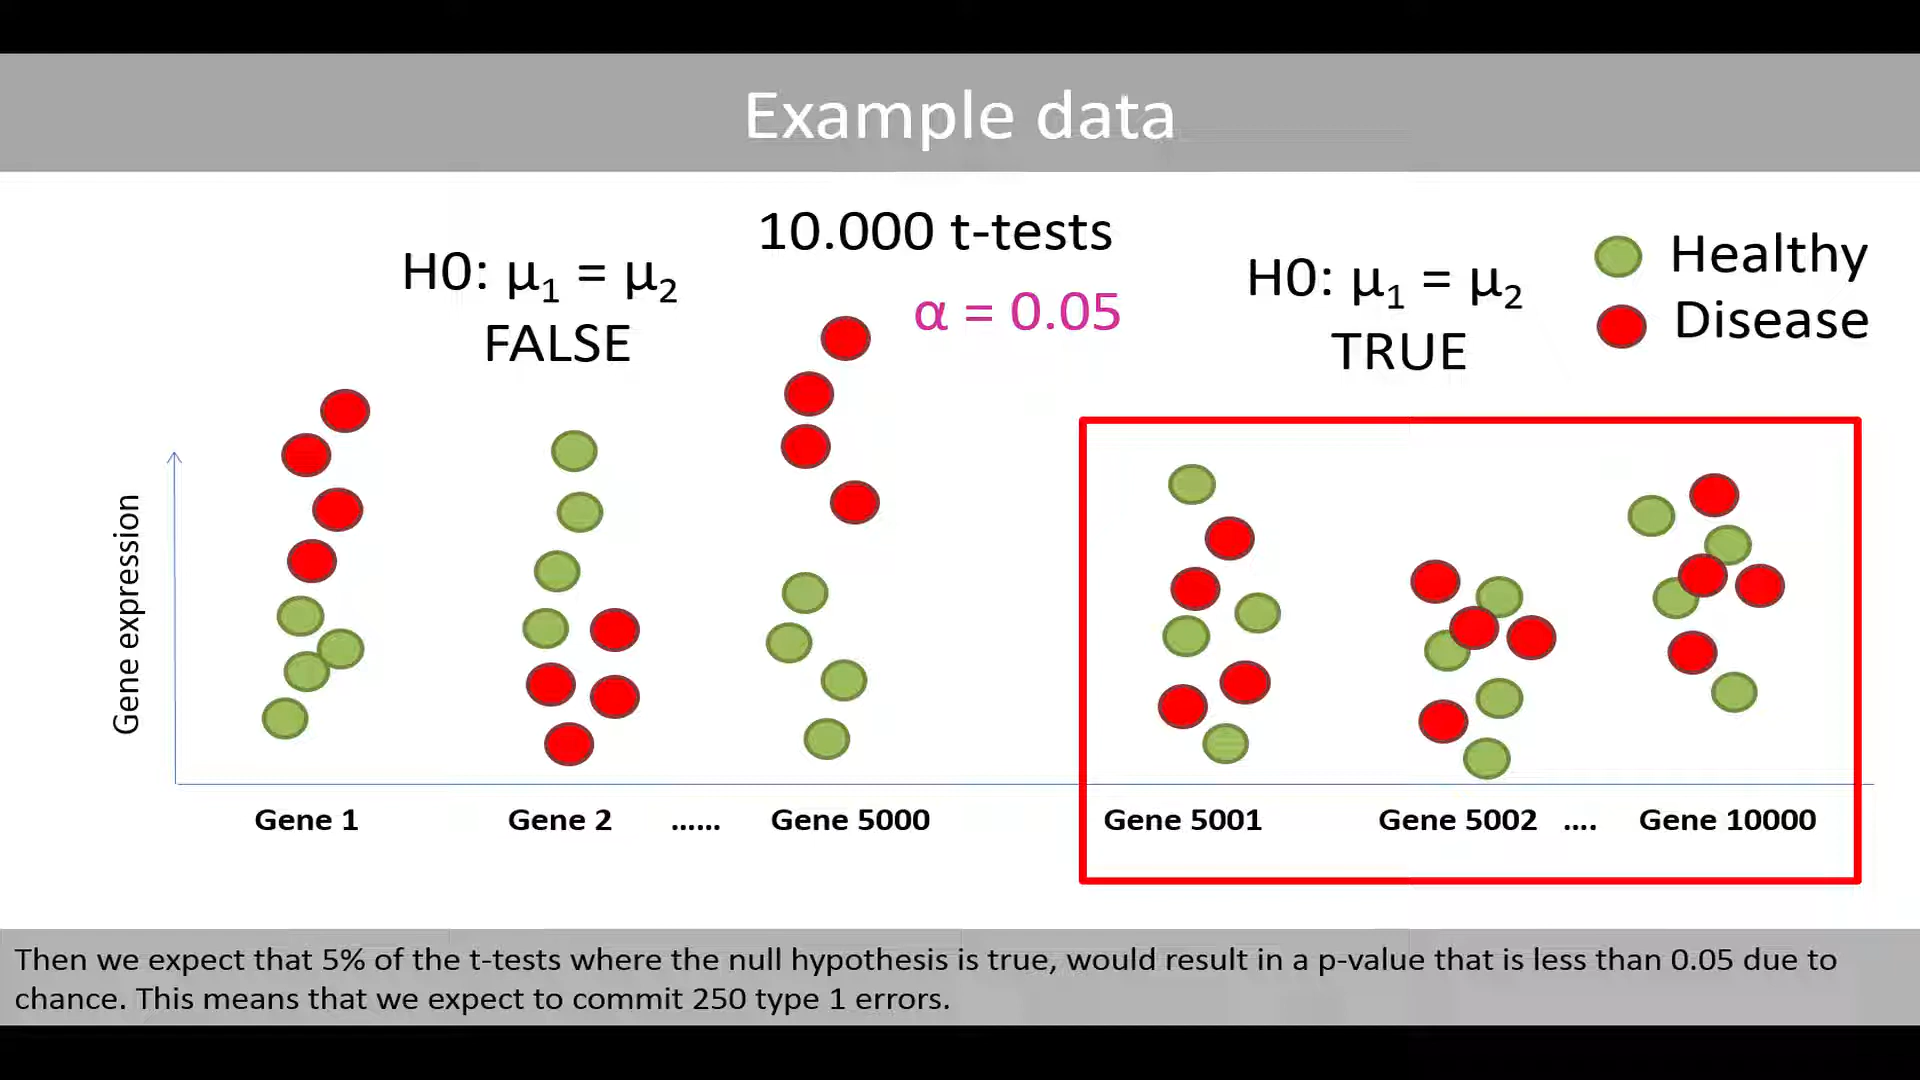 Example data
10.000 t-tests
H0: μ₁ = μ₂
FALSE
α = 0.05
H0: μ₁ = μ₂
TRUE
Healthy
Disease
Gene expression
Gene 1
Gene 2
......
Gene 5000
Gene 5001
Gene 5002
....
Gene 10000
Then we expect that 5% of the t-tests where the null hypothesis is true, would result in a p-value that is less than 0.05 due to
chance. This means that we expect to commit 250 type 1 errors.